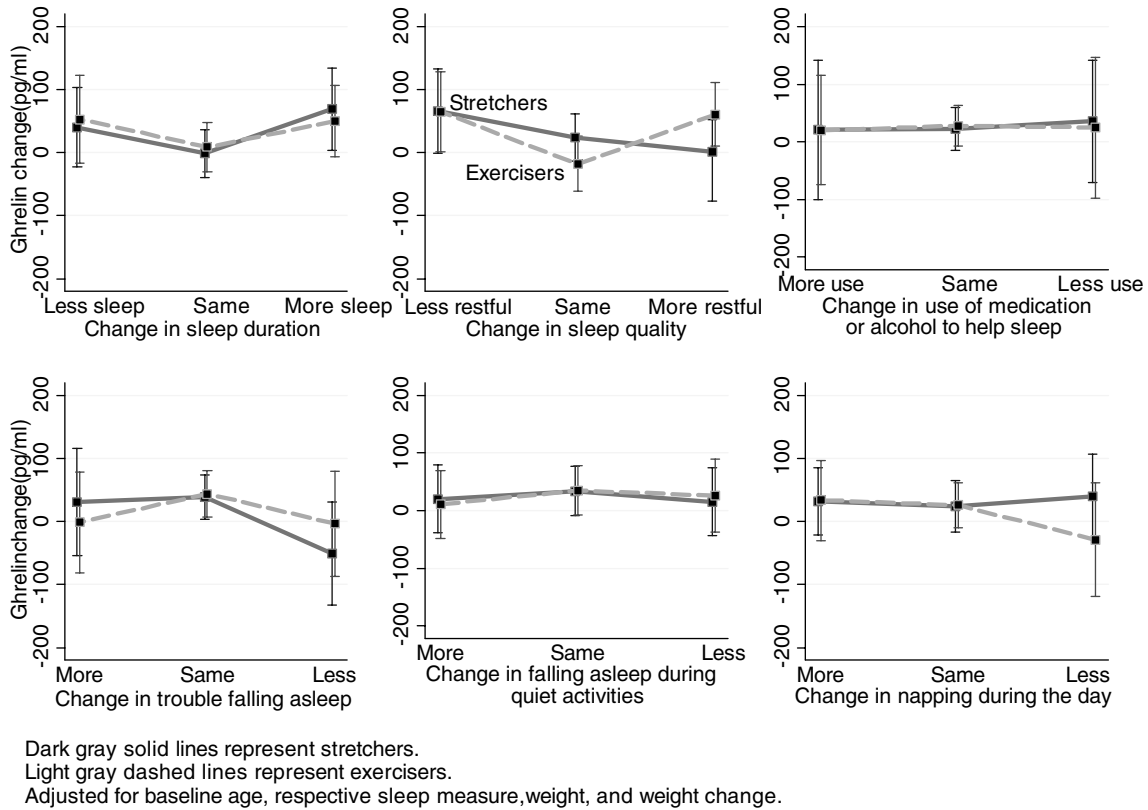 Ghrelin change(pg/ml)
200
100
0
-100
-200
Less sleep Same More sleep
Change in sleep duration
200
100
0
-100
-200
Stretchers
Exercisers
Less restful Same More restful
Change in sleep quality
200
100
0
-100
-200
More use Same Less use
Change in use of medication
or alcohol to help sleep
Ghrelinchange(pg/ml)
200
100
0
-100
-200
More Same Less
Change in trouble falling asleep
200
100
0
-100
-200
More Same Less
Change in falling asleep during
quiet activities
200
100
0
-100
-200
More Same Less
Change in napping during the day
Dark gray solid lines represent stretchers.
Light gray dashed lines represent exercisers.
Adjusted for baseline age, respective sleep measure,weight, and weight change.